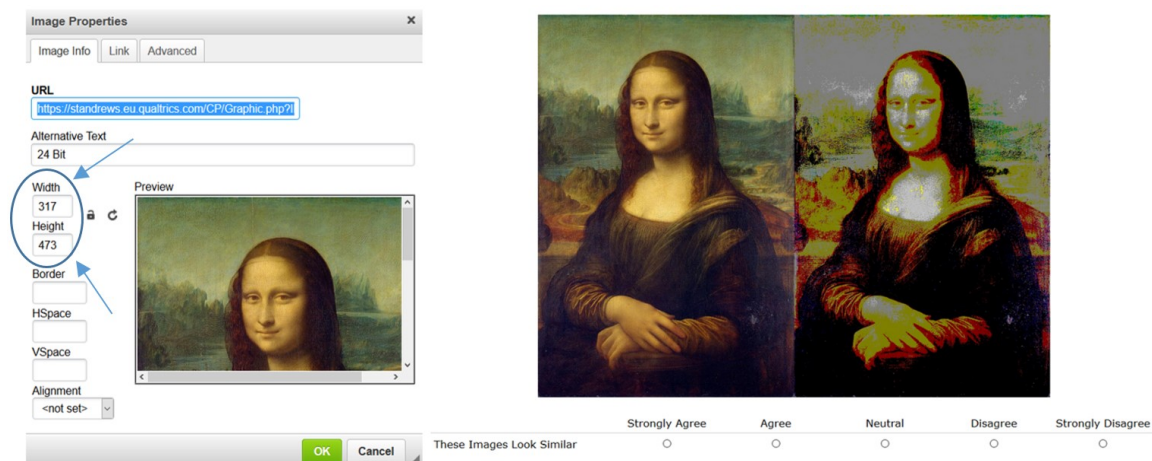 Image Properties
Image Info Link Advanced
URL
https://standrews.eu.qualtrics.com/CP/Graphic.php?I
Alternative Text
24 Bit
Width
317
Height
473
Preview
Border
HSpace
VSpace
Alignment
<not set>
OK Cancel
Strongly Agree Agree Neutral Disagree Strongly Disagree
These Images Look Similar